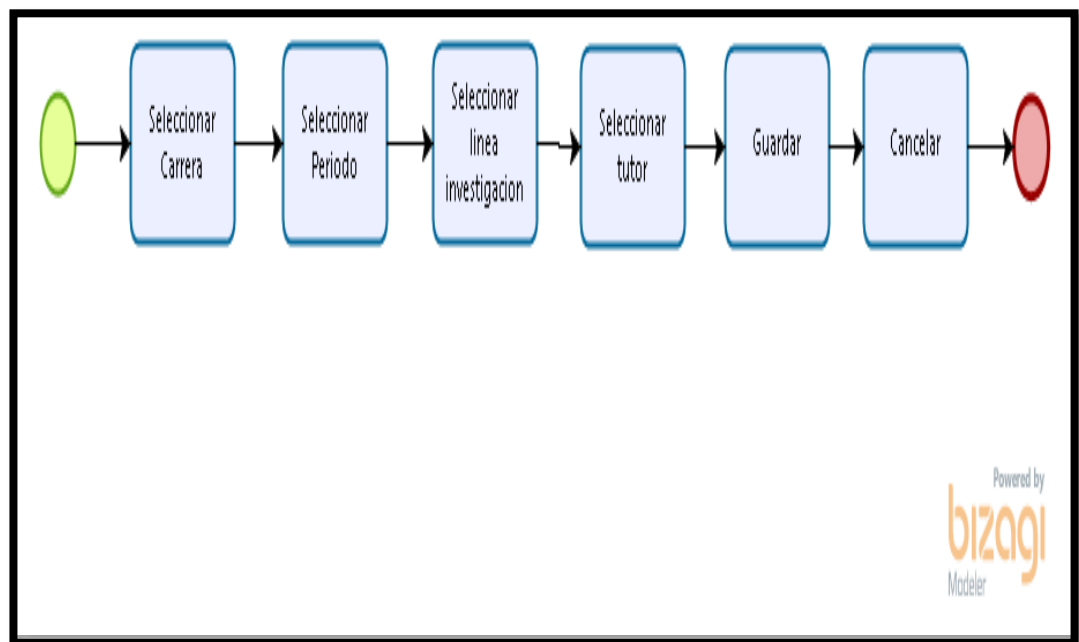 Seleccionar
Carrera
Seleccionar
Periodo
Seleccionar
linea
investigacion
Seleccionar
tutor
Guardar
Cancelar
Powered by
bizagi
Modeler